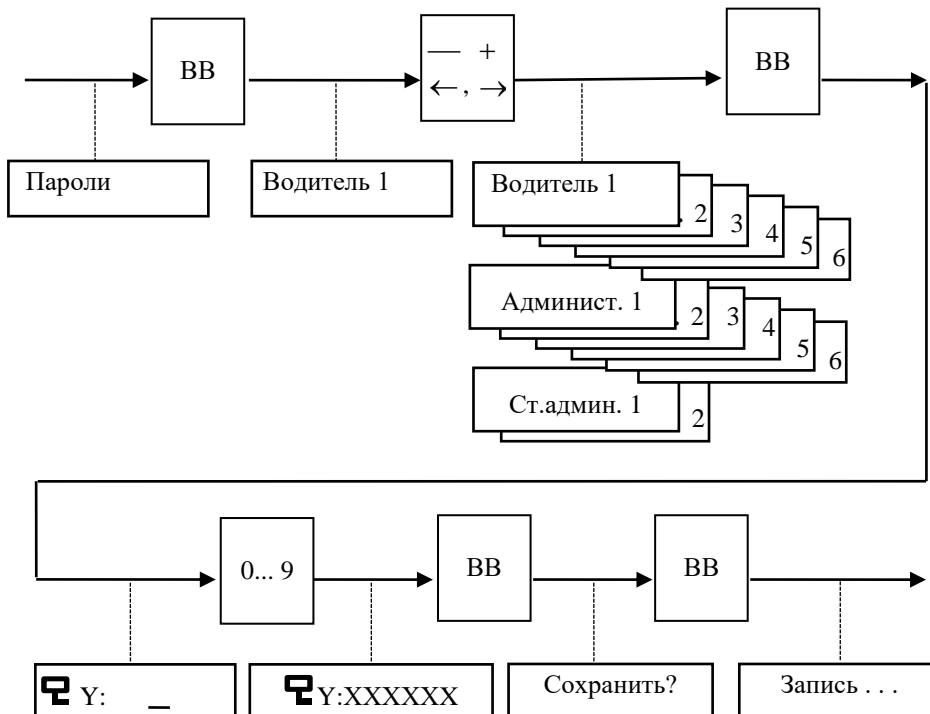 ВВ
— +
←, →
ВВ
Пароли
Водитель 1
Водитель 1
2
3
4
5
6
Админист. 1
2
3
4
5
6
Ст.админ. 1
2
0... 9
ВВ
ВВ
Y: _
Y:XXXXXX
Сохранить?
Запись . . .